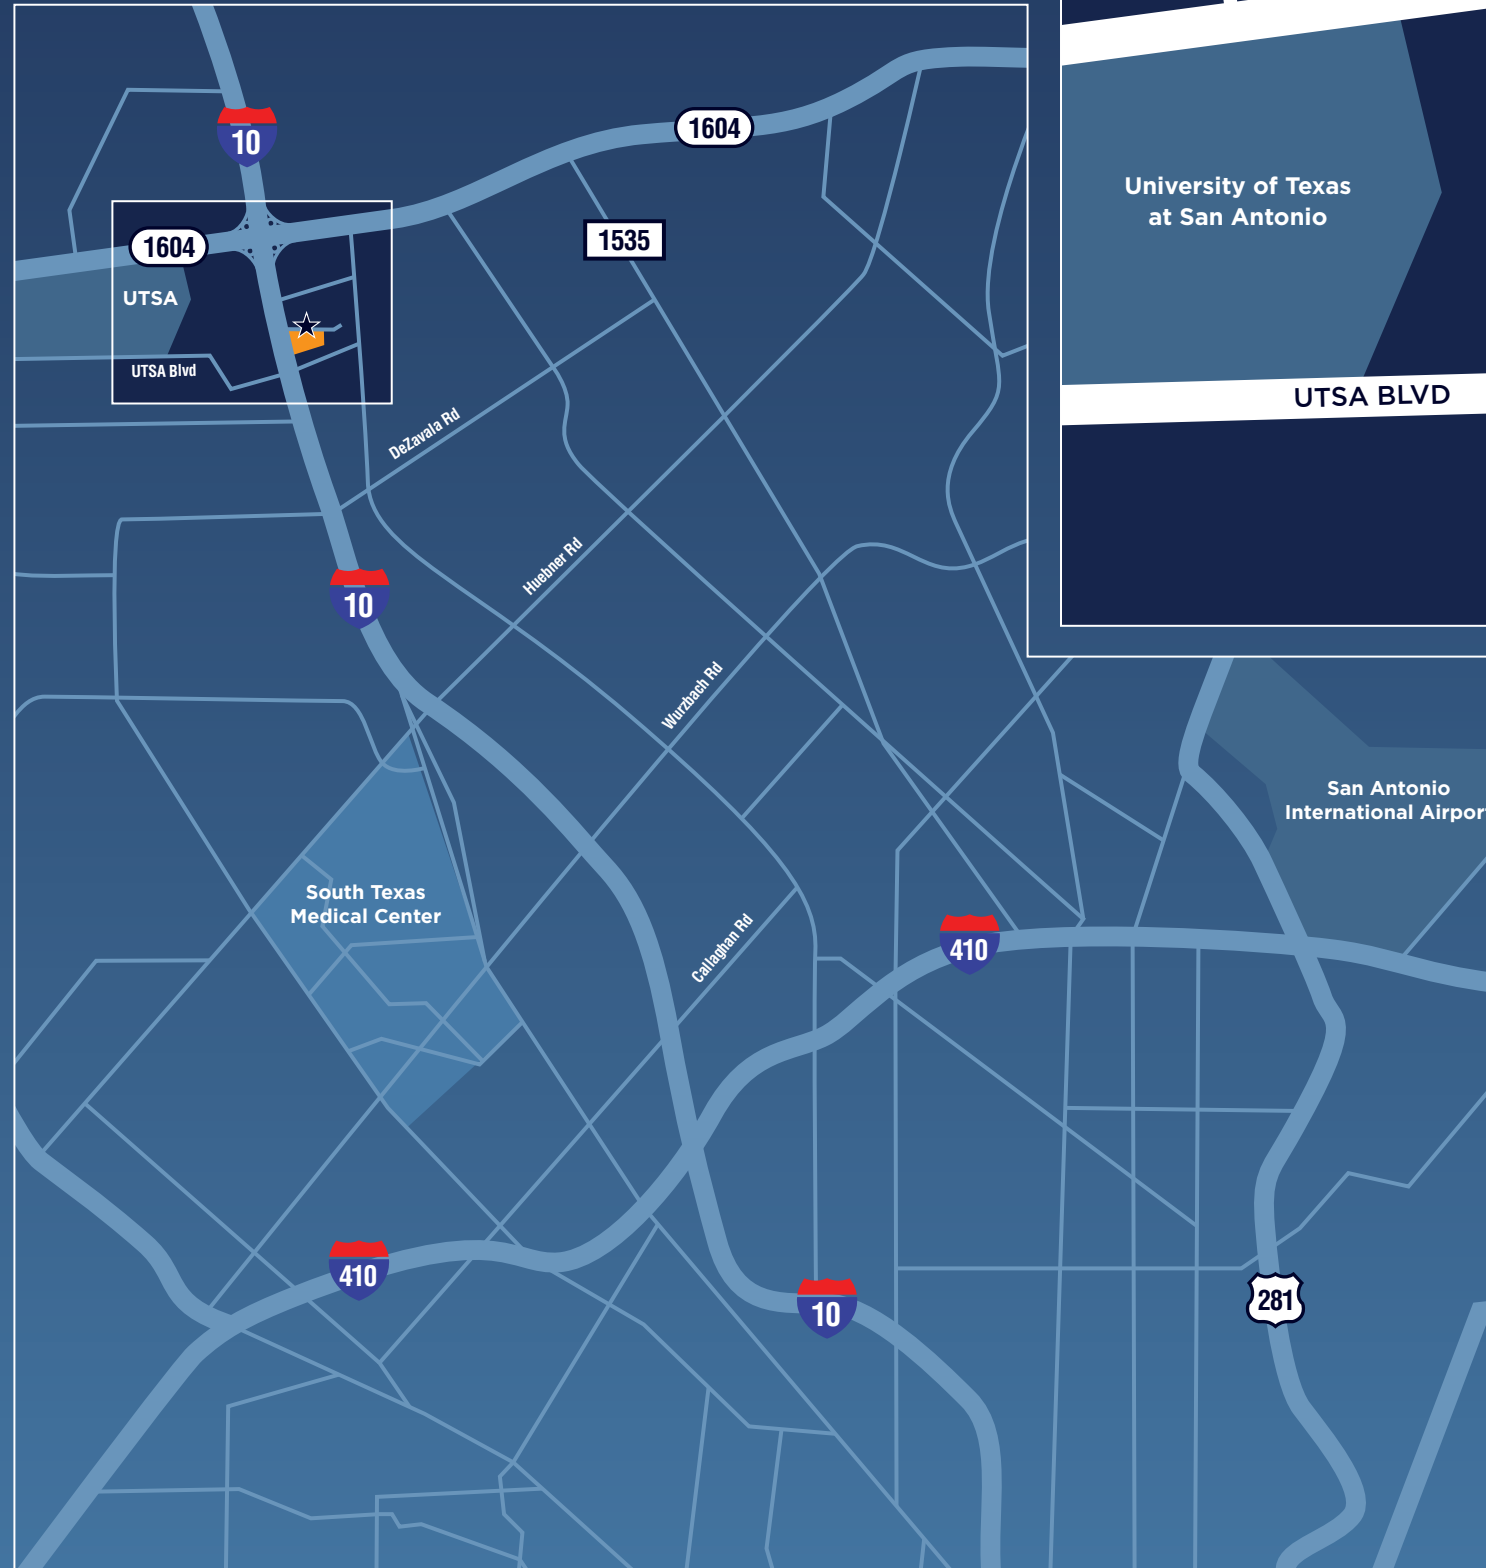 10
1604
University of Texas
at San Antonio
1535
1604
UTSA
UTSA Blvd
UTSA BLVD
DeZavala Rd
Huebner Rd
10
Wurzbach Rd
San Antonio
International Airport
South Texas
Medical Center
Callaghan Rd
410
410
10
281